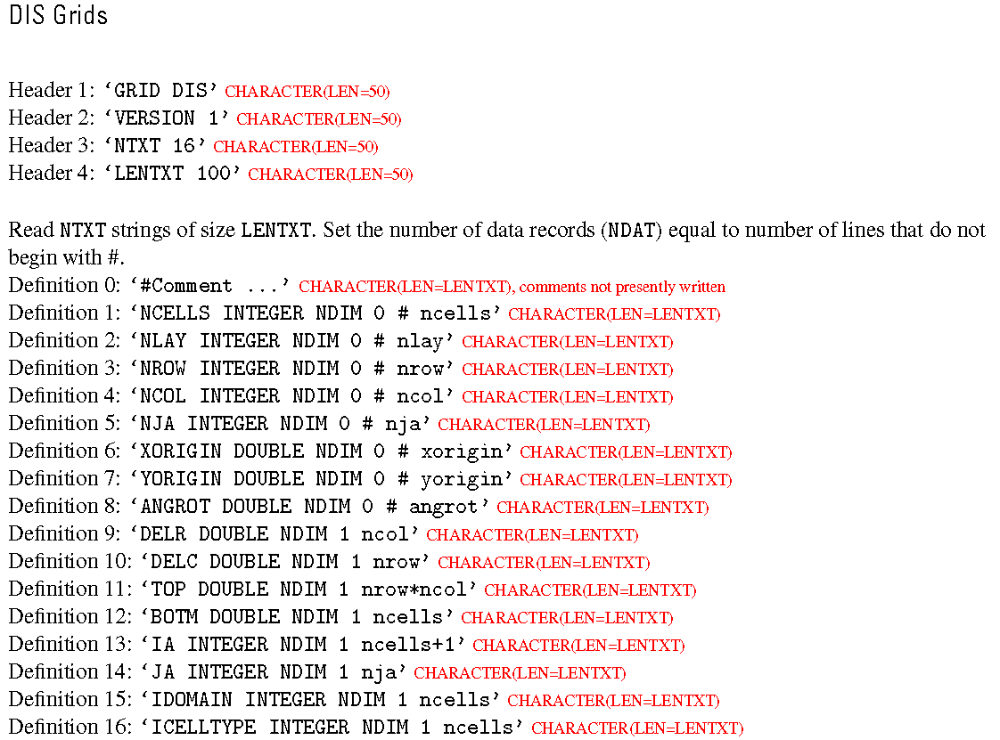 DIS Grids
Header 1: ‘GRID DIS’ CHARACTER(LEN=50)
Header 2: ‘VERSION 1’ CHARACTER(LEN=50)
Header 3: ‘NTXT 16’ CHARACTER(LEN=50)
Header 4: ‘LENTXT 100’ CHARACTER(LEN=50)
Read NTXT strings of size LENTXT. Set the number of data records (NDAT) equal to number of lines that do not
begin with #.
Definition 0: ‘#Comment ...’ CHARACTER(LEN=LENTXT), comments not presently written
Definition 1: ‘NCELLS INTEGER NDIM 0 # ncells’ CHARACTER(LEN=LENTXT)
Definition 2: ‘NLAY INTEGER NDIM 0 # nlay’ CHARACTER(LEN=LENTXT)
Definition 3: ‘NROW INTEGER NDIM 0 # nrow’ CHARACTER(LEN=LENTXT)
Definition 4: ‘NCOL INTEGER NDIM 0 # ncol’ CHARACTER(LEN=LENTXT)
Definition 5: ‘NJA INTEGER NDIM 0 # nja’ CHARACTER(LEN=LENTXT)
Definition 6: ‘XORIGIN DOUBLE NDIM 0 # xorigin’ CHARACTER(LEN=LENTXT)
Definition 7: ‘YORIGIN DOUBLE NDIM 0 # yorigin’ CHARACTER(LEN=LENTXT)
Definition 8: ‘ANGROT DOUBLE NDIM 0 # angrot’ CHARACTER(LEN=LENTXT)
Definition 9: ‘DELR DOUBLE NDIM 1 ncol’ CHARACTER(LEN=LENTXT)
Definition 10: ‘DELC DOUBLE NDIM 1 nrow’ CHARACTER(LEN=LENTXT)
Definition 11: ‘TOP DOUBLE NDIM 1 nrow*ncol’ CHARACTER(LEN=LENTXT)
Definition 12: ‘BOTM DOUBLE NDIM 1 ncells’ CHARACTER(LEN=LENTXT)
Definition 13: ‘IA INTEGER NDIM 1 ncells+1’ CHARACTER(LEN=LENTXT)
Definition 14: ‘JA INTEGER NDIM 1 nja’ CHARACTER(LEN=LENTXT)
Definition 15: ‘IDOMAIN INTEGER NDIM 1 ncells’ CHARACTER(LEN=LENTXT)
Definition 16: ‘ICELLTYPE INTEGER NDIM 1 ncells’ CHARACTER(LEN=LENTXT)